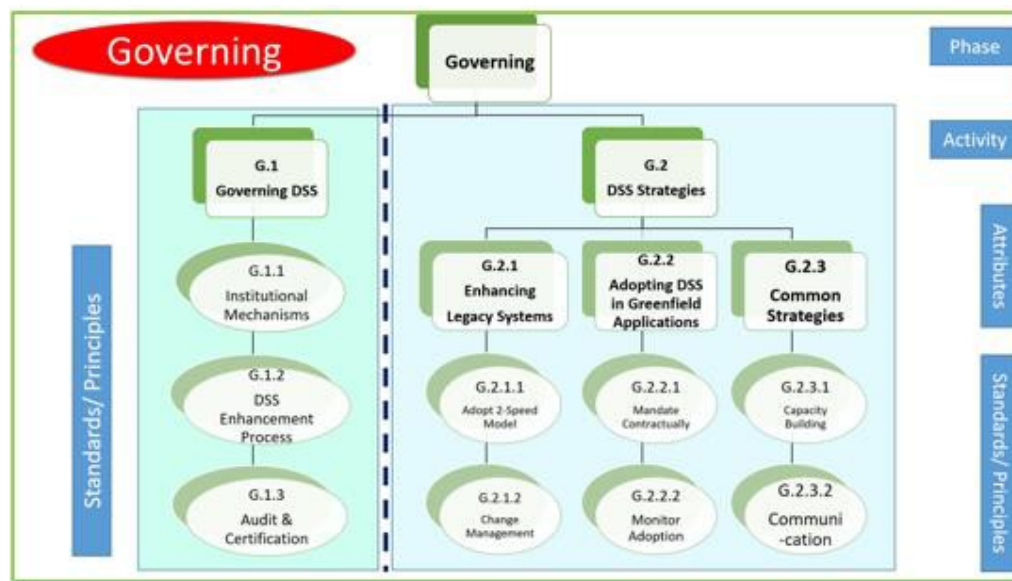 Governing
Governing
Phase
Activity
Attributes
Standards/ Principles
Standards/ Principles
G.1
Governing DSS
G.1.1
Institutional
Mechanisms
G.1.2
DSS
Enhancement
Process
G.1.3
Audit &
Certification
G.2
DSS Strategies
G.2.1
Enhancing
Legacy Systems
G.2.1.1
Adopt 2-Speed
Model
G.2.1.2
Change
Management
G.2.2
Adopting DSS
in Greenfield
Applications
G.2.2.1
Mandate
Contractually
G.2.2.2
Monitor
Adoption
G.2.3
Common
Strategies
G.2.3.1
Capacity
Building
G.2.3.2
Communi
-cation